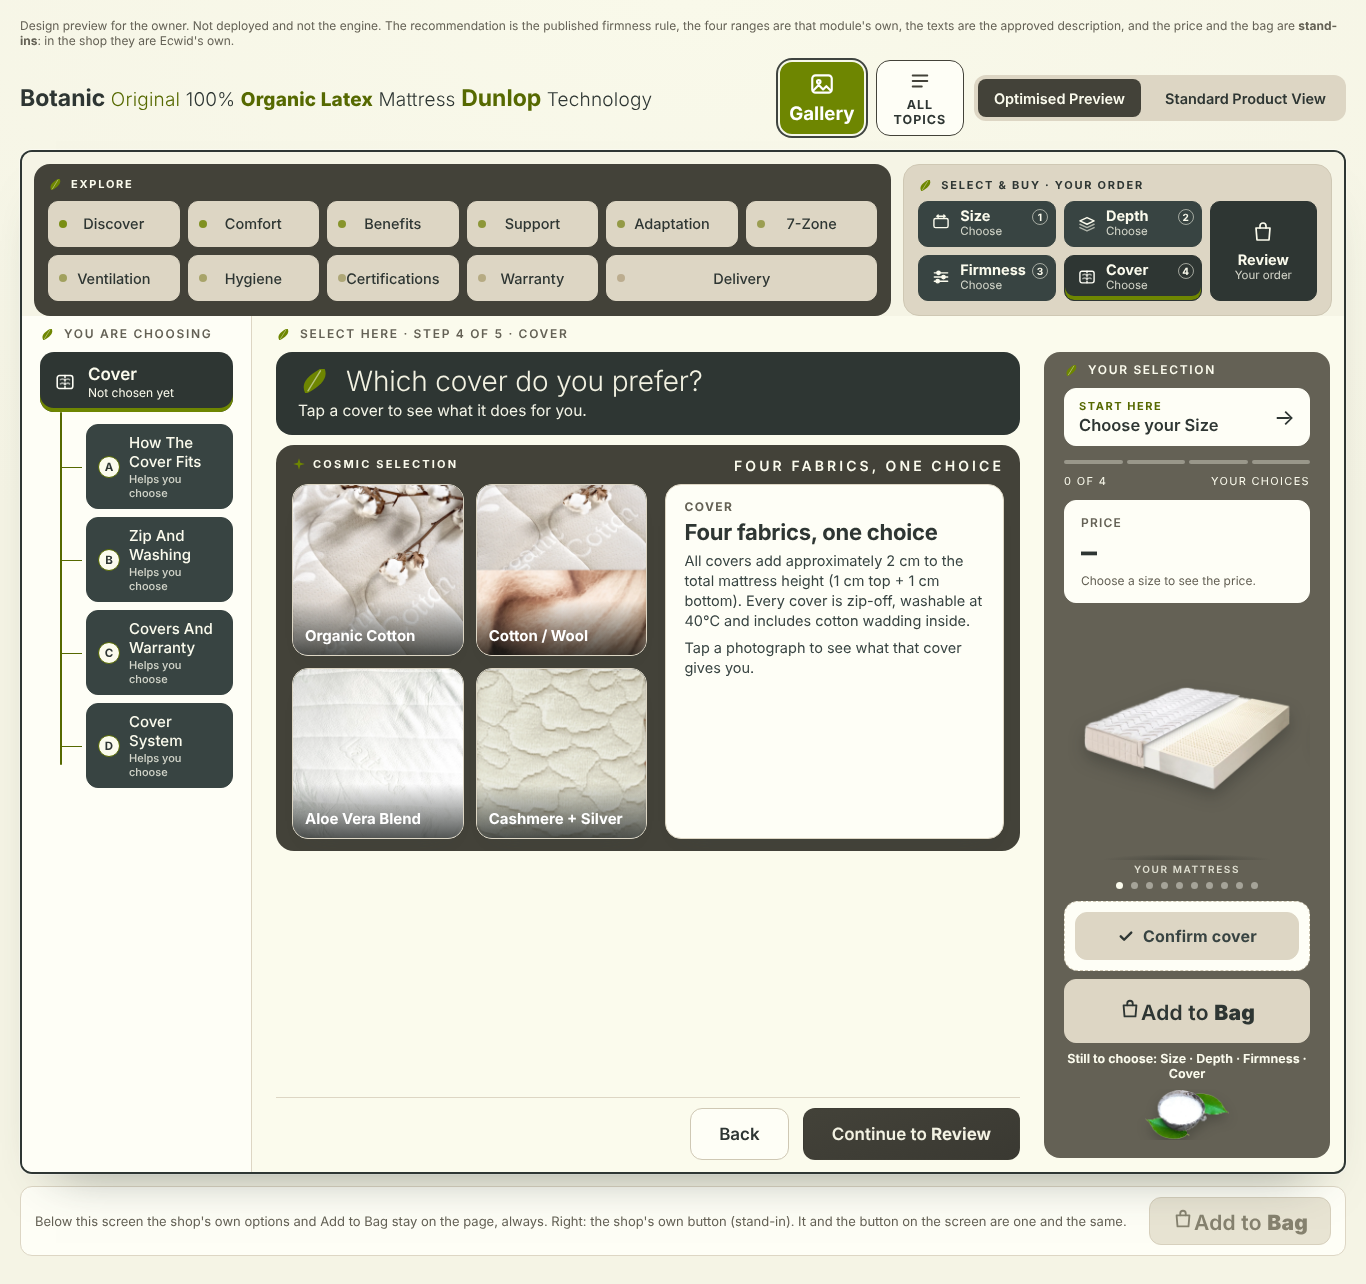 Design preview for the owner. Not deployed and not the engine. The recommendation is the published firmness rule, the four ranges are that module's own, the texts are the approved description, and the price and the bag are stand-
ins: in the shop they are Ecwid's own.
Botanic Original 100% Organic Latex Mattress Dunlop Technology
Gallery
ALL
TOPICS
Optimised Preview
Standard Product View
EXPLORE
Discover
Comfort
Benefits
Support
Adaptation
7-Zone
Ventilation
Hygiene
Certifications
Warranty
Delivery
SELECT & BUY · YOUR ORDER
Size
Choose
1
Depth
Choose
2
Firmness
Choose
3
Cover
Choose
4
Review
Your order
YOU ARE CHOOSING
Cover
Not chosen yet
A
How The
Cover Fits
Helps you
choose
B
Zip And
Washing
Helps you
choose
C
Covers And
Warranty
Helps you
choose
D
Cover
System
Helps you
choose
SELECT HERE · STEP 4 OF 5 · COVER
Which cover do you prefer?
Tap a cover to see what it does for you.
COSMIC SELECTION
FOUR FABRICS, ONE CHOICE
Organic Cotton
Cotton / Wool
Aloe Vera Blend
Cashmere + Silver
COVER
Four fabrics, one choice
All covers add approximately 2 cm to the
total mattress height (1 cm top + 1 cm
bottom). Every cover is zip-off, washable at
40°C and includes cotton wadding inside.
Tap a photograph to see what that cover
gives you.
YOUR SELECTION
START HERE
Choose your Size
0 OF 4
YOUR CHOICES
PRICE
–
Choose a size to see the price.
YOUR MATTRESS
Confirm cover
Add to Bag
Still to choose: Size · Depth · Firmness ·
Cover
Back
Continue to Review
Below this screen the shop's own options and Add to Bag stay on the page, always. Right: the shop's own button (stand-in). It and the button on the screen are one and the same.
Add to Bag